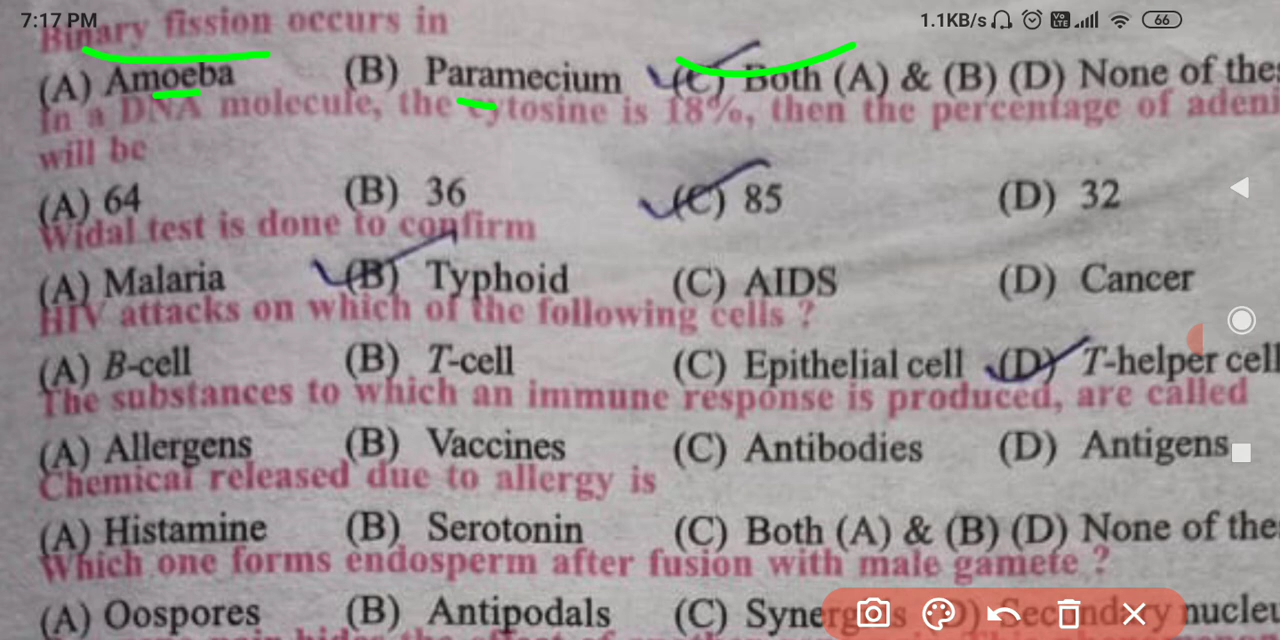 7:17 PM 1.1KB/s Vo LTE 66
Binary fission occurs in
(A) Amoeba (B) Paramecium (C) Both (A) & (B) (D) None of the
In a DNA molecule, the cytosine is 18%, then the percentage of adeni
will be
(A) 64 (B) 36 (C) 85 (D) 32
Widal test is done to confirm
(A) Malaria (B) Typhoid (C) AIDS (D) Cancer
HIV attacks on which of the following cells ?
(A) B-cell (B) T-cell (C) Epithelial cell (D) T-helper cell
The substances to which an immune response is produced, are called
(A) Allergens (B) Vaccines (C) Antibodies (D) Antigens
Chemical released due to allergy is
(A) Histamine (B) Serotonin (C) Both (A) & (B) (D) None of the
Which one forms endosperm after fusion with male gamete ?
(A) Oospores (B) Antipodals (C) Synergids (D) Secondary nucleu